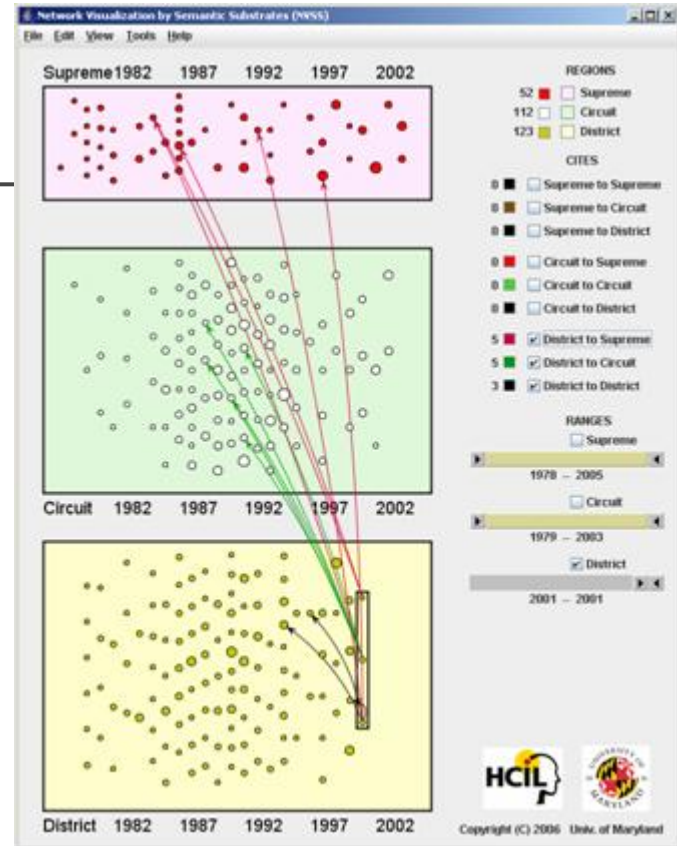 Network Visualization by Semantic Substrates (NVSS)
File Edit View Tools Help
Supreme 1982 1987 1992 1997 2002
REGIONS
52 Supreme
112 Circuit
123 District
CITES
0 Supreme to Supreme
0 Supreme to Circuit
0 Supreme to District
0 Circuit to Supreme
0 Circuit to Circuit
0 Circuit to District
5 District to Supreme
5 District to Circuit
3 District to District
RANGES
Supreme
1978 -- 2005
Circuit
1979 -- 2003
District
2001 -- 2001
Circuit 1982 1987 1992 1997 2002
District 1982 1987 1992 1997 2002
HCIL
UNIVERSITY OF
MARYLAND
Copyright (C) 2006 Univ. of Maryland